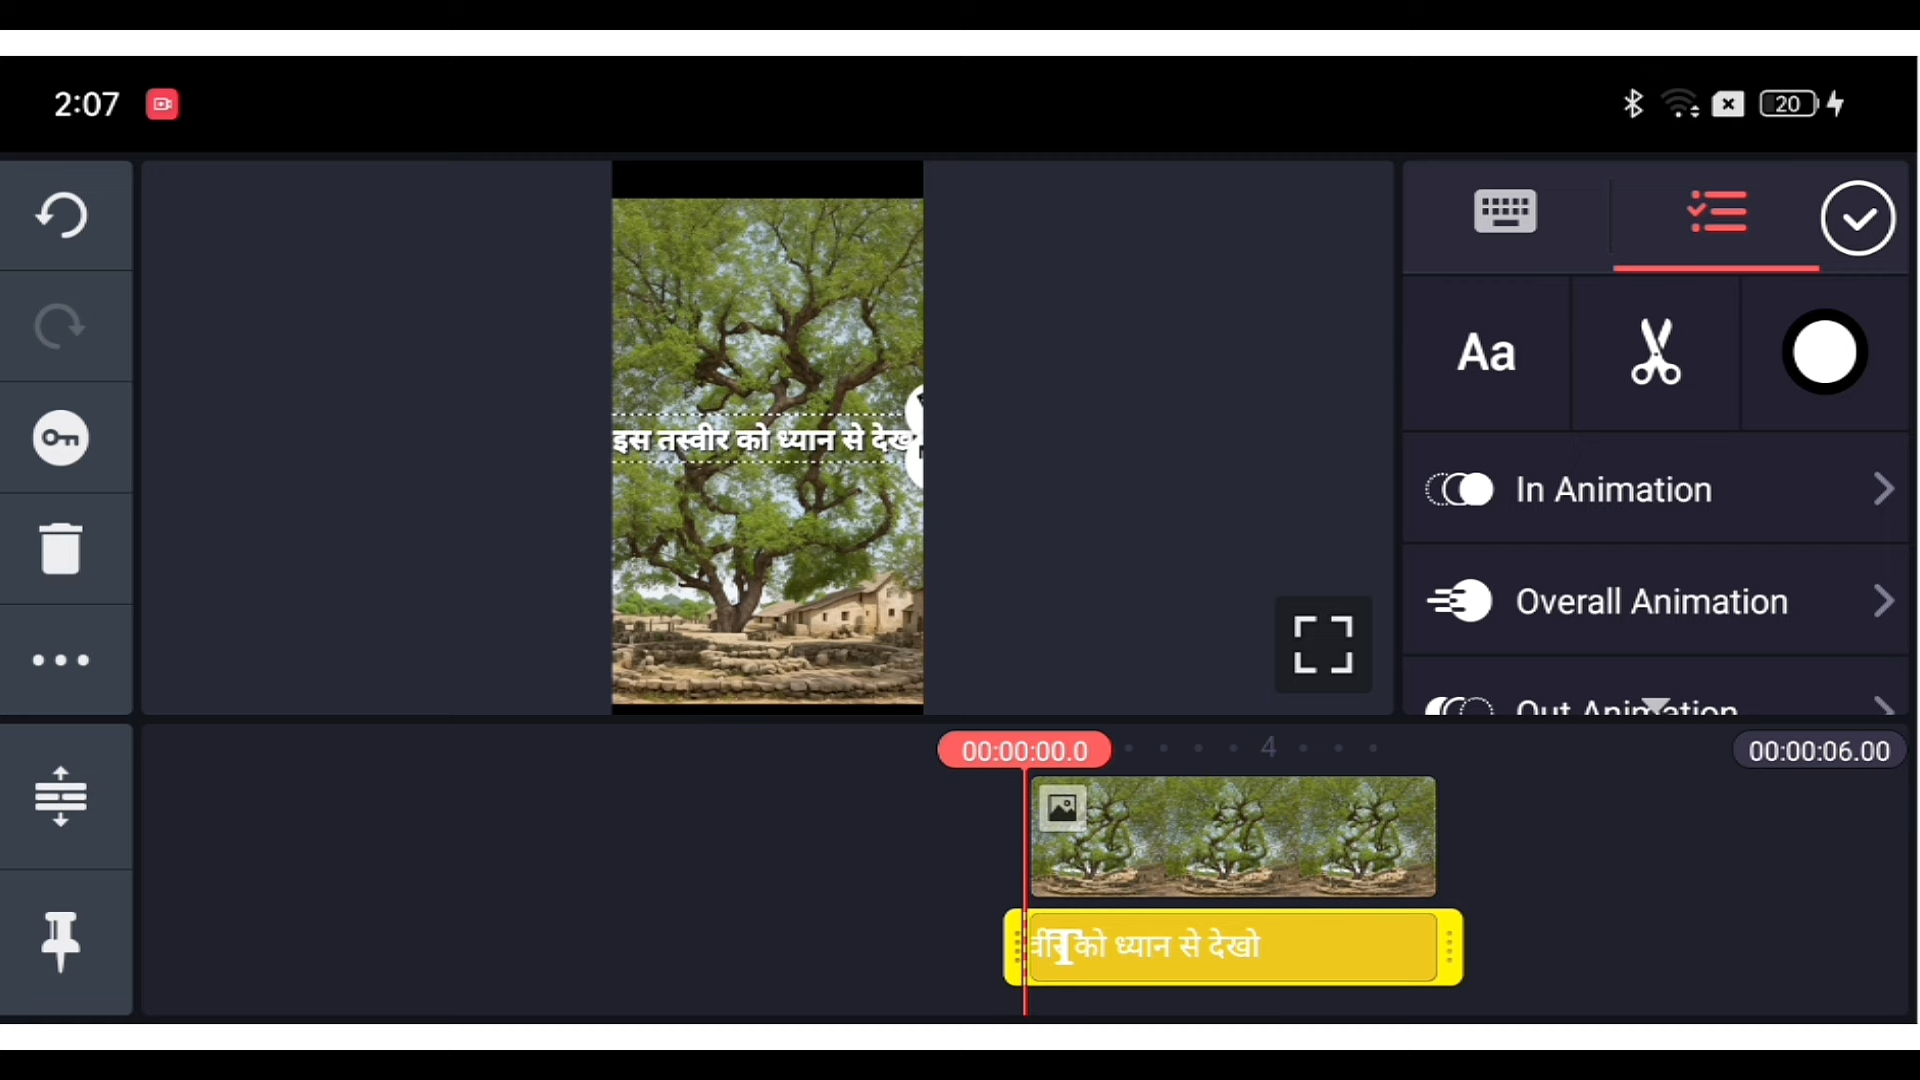 2:07
20
Aa
इस तस्वीर को ध्यान से देख
In Animation
Overall Animation
Out Animation
00:00:00.0
4
00:00:06.00
वीर को ध्यान से देखो